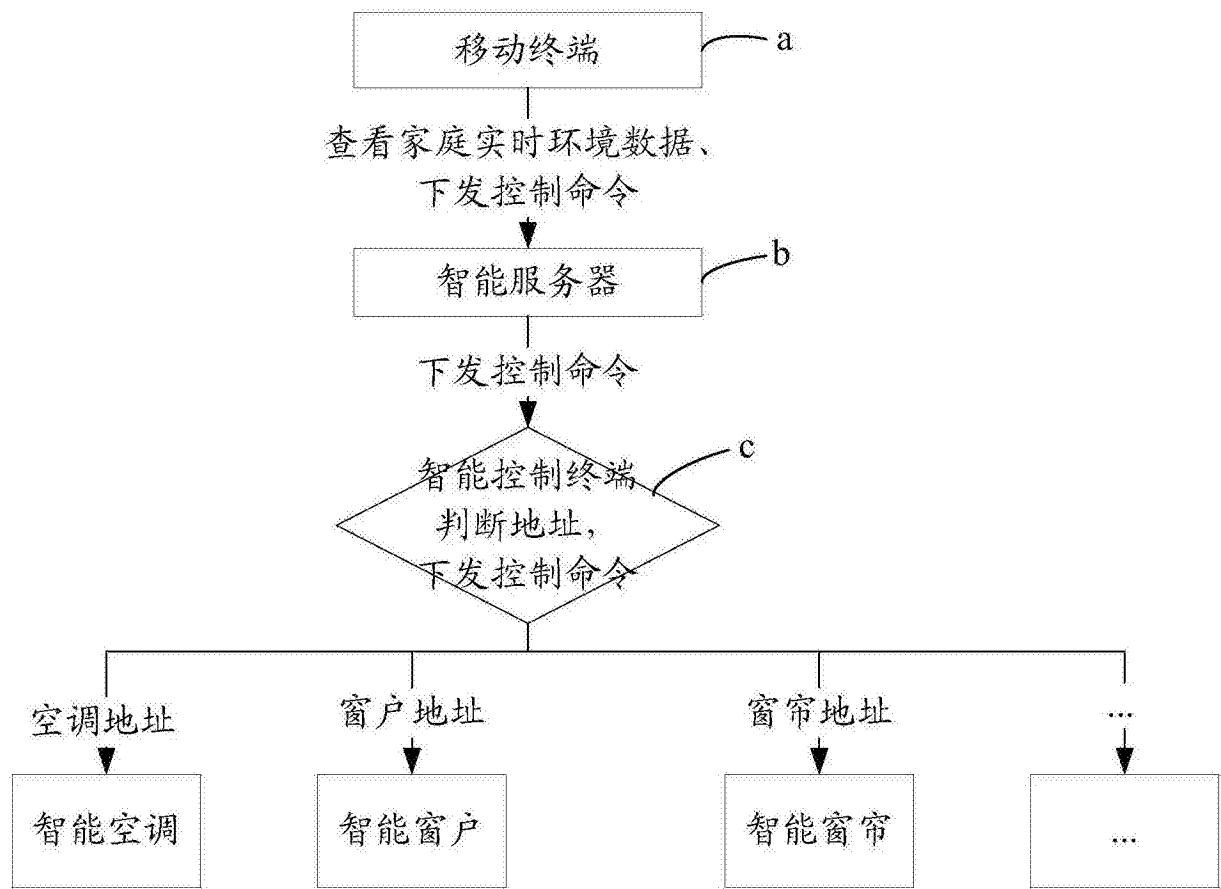 移动终端
a
查看家庭实时环境数据、
下发控制命令
智能服务器
b
下发控制命令
智能控制终端
判断地址,
下发控制命令
c
空调地址
窗户地址
窗帘地址
...
智能空调
智能窗户
智能窗帘
...